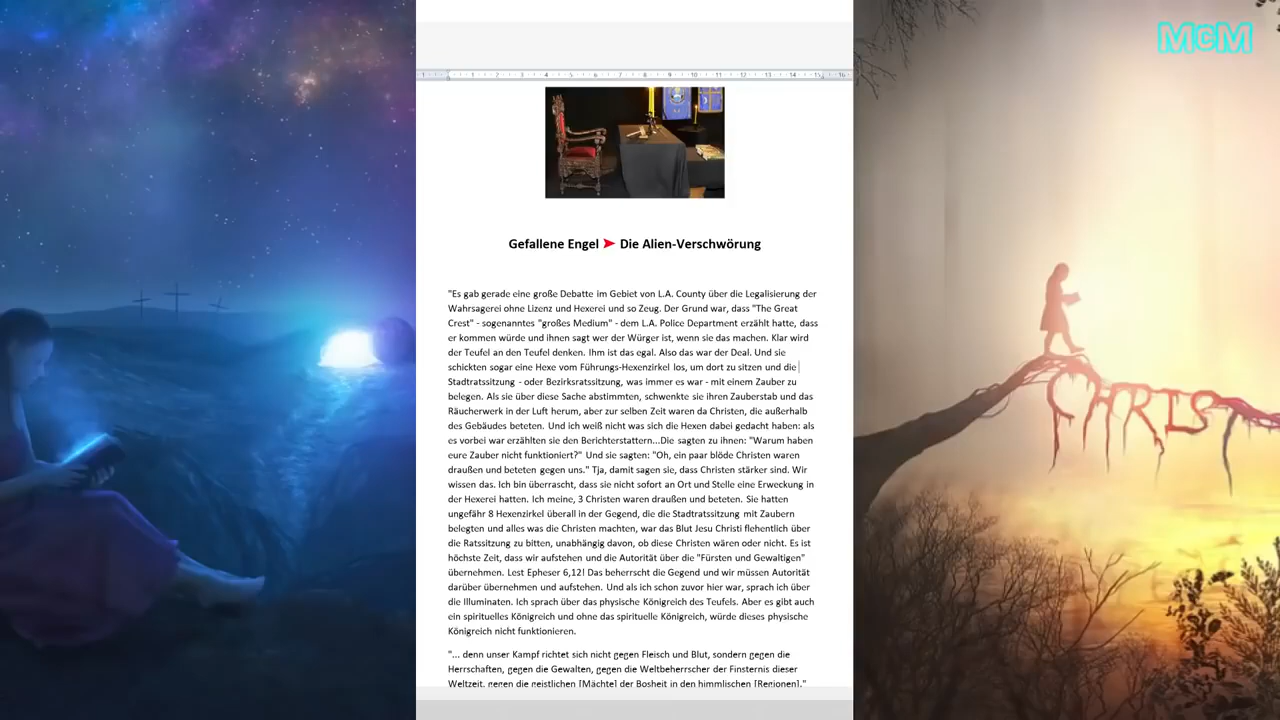 McM
Gefallene Engel ➤ Die Alien-Verschwörung
"Es gab gerade eine große Debatte im Gebiet von L.A. County über die Legalisierung der
Wahrsagerei ohne Lizenz und Hexerei und so Zeug. Der Grund war, dass "The Great
Crest" - sogenanntes "großes Medium" - dem L.A. Police Department erzählt hatte, dass
er kommen würde und ihnen sagt wer der Würger ist, wenn sie das machen. Klar wird
der Teufel an den Teufel denken. Ihm ist das egal. Also das war der Deal. Und sie
schickten sogar eine Hexe vom Führungs-Hexenzirkel los, um dort zu sitzen und die
Stadtratssitzung - oder Bezirksratssitzung, was immer es war - mit einem Zauber zu
belegen. Als sie über diese Sache abstimmten, schwenkte sie ihren Zauberstab und das
Räucherwerk in der Luft herum, aber zur selben Zeit waren da Christen, die außerhalb
des Gebäudes beteten. Und ich weiß nicht was sich die Hexen dabei gedacht haben: als
es vorbei war erzählten sie den Berichterstattern...Die sagten zu ihnen: "Warum haben
eure Zauber nicht funktioniert?" Und sie sagten: "Oh, ein paar blöde Christen waren
draußen und beteten gegen uns." Tja, damit sagen sie, dass Christen stärker sind. Wir
wissen das. Ich bin überrascht, dass sie nicht sofort an Ort und Stelle eine Erweckung in
der Hexerei hatten. Ich meine, 3 Christen waren draußen und beteten. Sie hatten
ungefähr 8 Hexenzirkel überall in der Gegend, die die Stadtratssitzung mit Zaubern
belegten und alles was die Christen machten, war das Blut Jesu Christi flehentlich über
die Ratssitzung zu bitten, unabhängig davon, ob diese Christen wären oder nicht. Es ist
höchste Zeit, dass wir aufstehen und die Autorität über die "Fürsten und Gewaltigen"
übernehmen. Lest Epheser 6,12! Das beherrscht die Gegend und wir müssen Autorität
darüber übernehmen und aufstehen. Und als ich schon zuvor hier war, sprach ich über
die Illuminaten. Ich sprach über das physische Königreich des Teufels. Aber es gibt auch
ein spirituelles Königreich und ohne das spirituelle Königreich, würde dieses physische
Königreich nicht funktionieren.
"... denn unser Kampf richtet sich nicht gegen Fleisch und Blut, sondern gegen die
Herrschaften, gegen die Gewalten, gegen die Weltbeherrscher der Finsternis dieser
Weltzeit, gegen die geistlichen [Mächte] der Bosheit in den himmlischen [Regionen]."
CHRIST